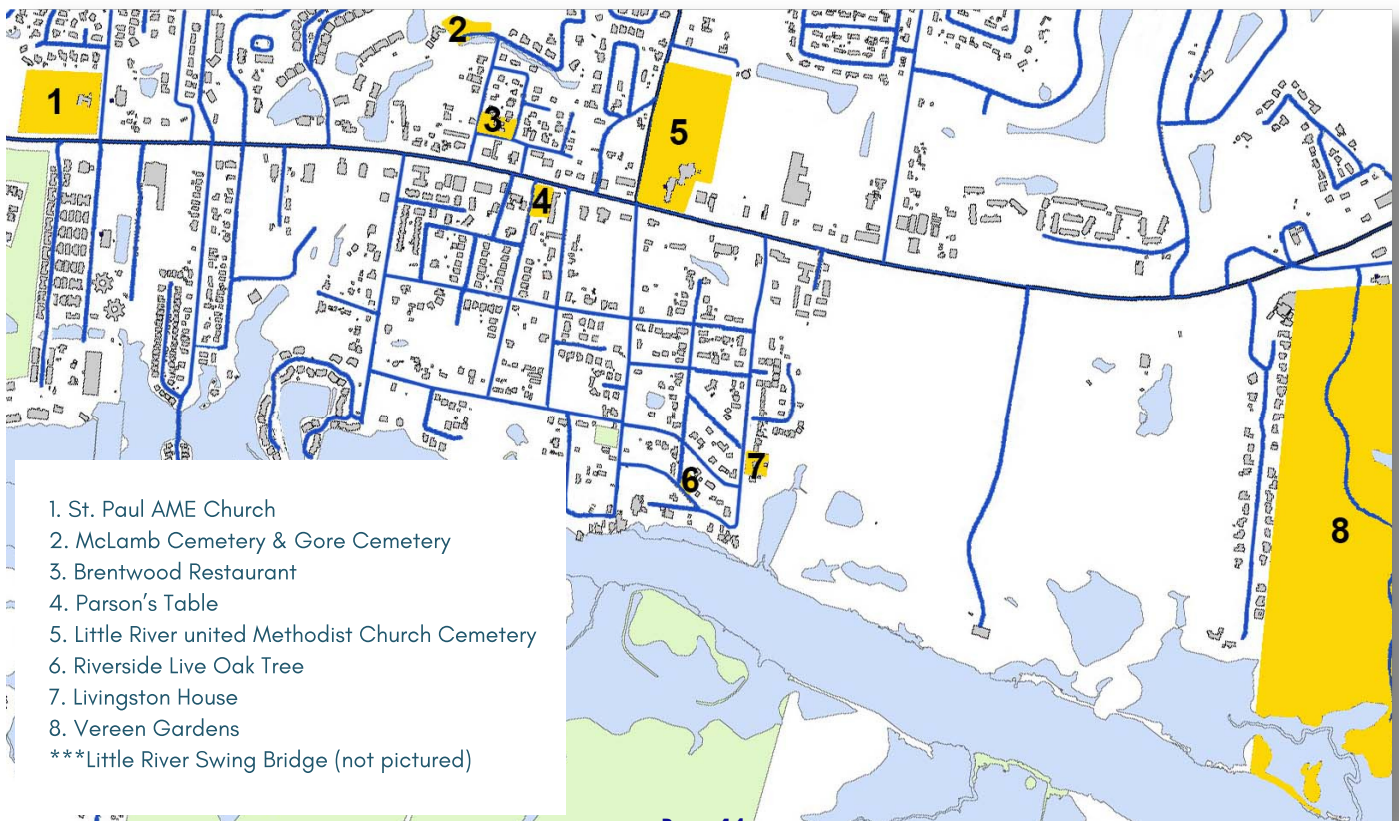 2
1
3
5
4
7
6
8
1. St. Paul AME Church
2. McLamb Cemetery & Gore Cemetery
3. Brentwood Restaurant
4. Parson's Table
5. Little River united Methodist Church Cemetery
6. Riverside Live Oak Tree
7. Livingston House
8. Vereen Gardens
***Little River Swing Bridge (not pictured)